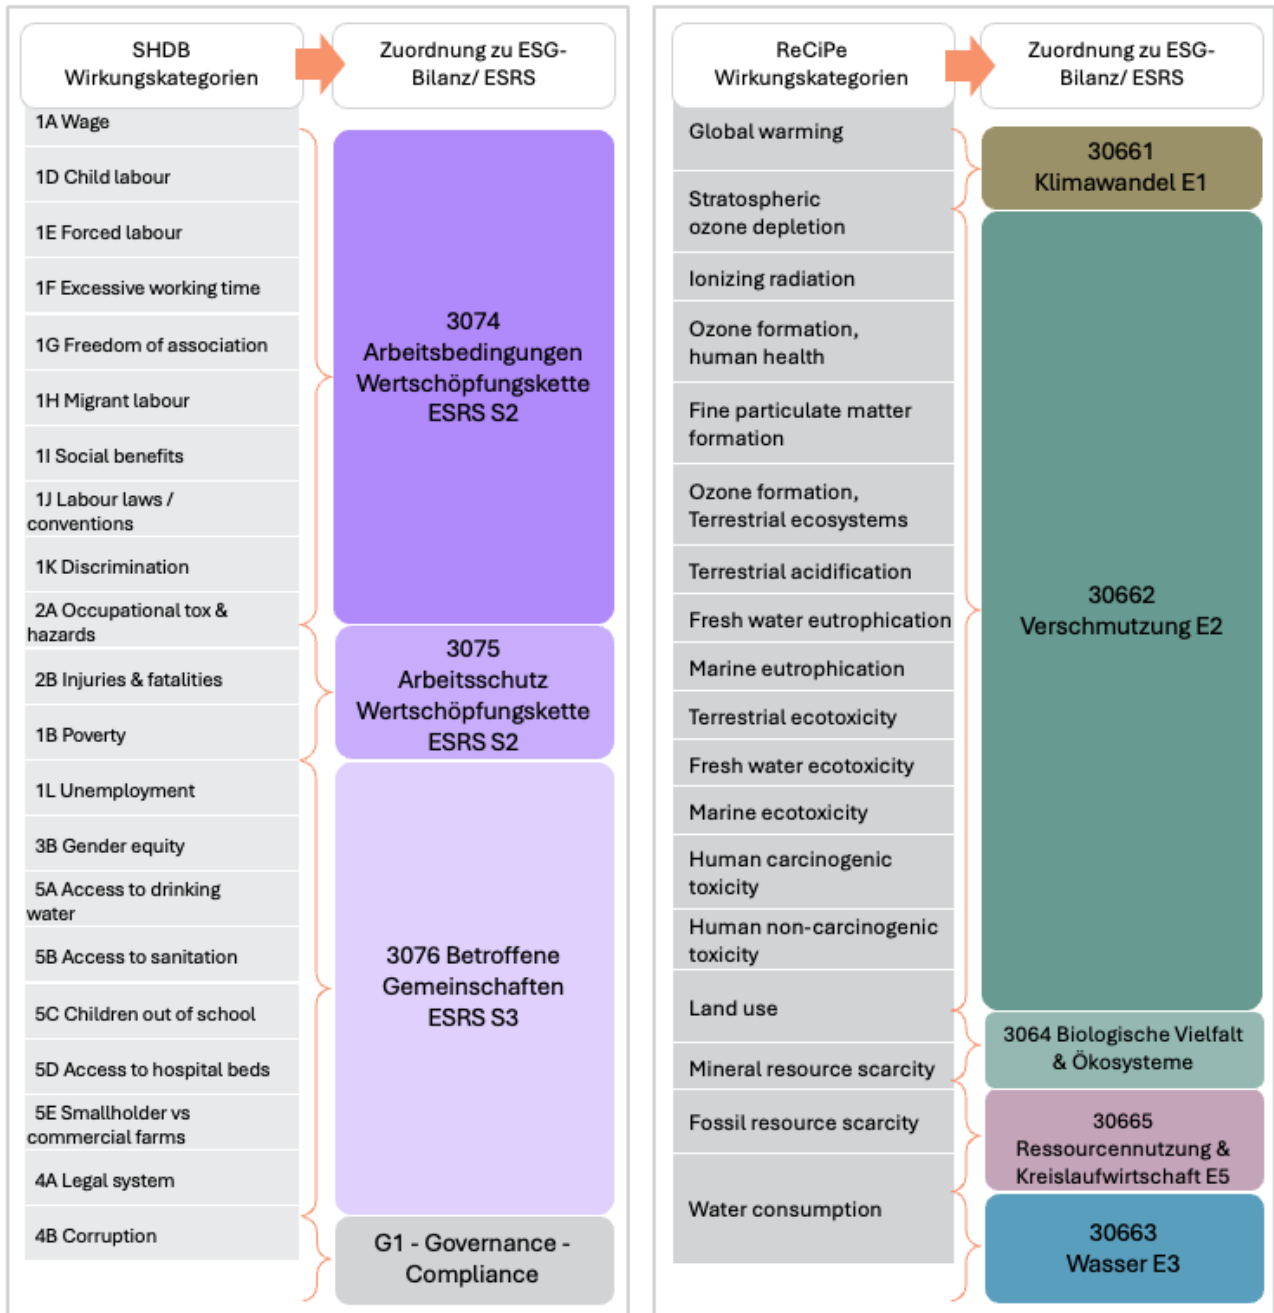 SHDB
Wirkungskategorien
Zuordnung zu ESG-
Bilanz/ ESRS
1A Wage
1D Child labour
1E Forced labour
1F Excessive working time
1G Freedom of association
1H Migrant labour
1I Social benefits
1J Labour laws /
conventions
1K Discrimination
2A Occupational tox &
hazards
2B Injuries & fatalities
1B Poverty
1L Unemployment
3B Gender equity
5A Access to drinking
water
5B Access to sanitation
5C Children out of school
5D Access to hospital beds
5E Smallholder vs
commercial farms
4A Legal system
4B Corruption
3074
Arbeitsbedingungen
Wertschöpfungskette
ESRS S2
3075
Arbeitsschutz
Wertschöpfungskette
ESRS S2
3076 Betroffene
Gemeinschaften
ESRS S3
G1 - Governance -
Compliance
ReCiPe
Wirkungskategorien
Zuordnung zu ESG-
Bilanz/ ESRS
Global warming
Stratospheric
ozone depletion
Ionizing radiation
Ozone formation,
human health
Fine particulate matter
formation
Ozone formation,
Terrestrial ecosystems
Terrestrial acidification
Fresh water eutrophication
Marine eutrophication
Terrestrial ecotoxicity
Fresh water ecotoxicity
Marine ecotoxicity
Human carcinogenic
toxicity
Human non-carcinogenic
toxicity
Land use
Mineral resource scarcity
Fossil resource scarcity
Water consumption
30661
Klimawandel E1
30662
Verschmutzung E2
3064 Biologische Vielfalt
& Ökosysteme
30665
Ressourcennutzung &
Kreislaufwirtschaft E5
30663
Wasser E3